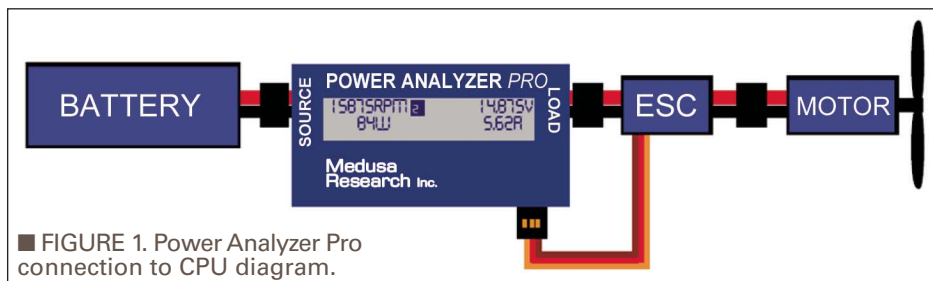 BATTERY
SOURCE
POWER ANALYZER PRO
15875RPM 2 14.875V
84W 5.62A
LOAD
Medusa
Research Inc.
ESC
MOTOR
■ FIGURE 1. Power Analyzer Pro
connection to CPU diagram.